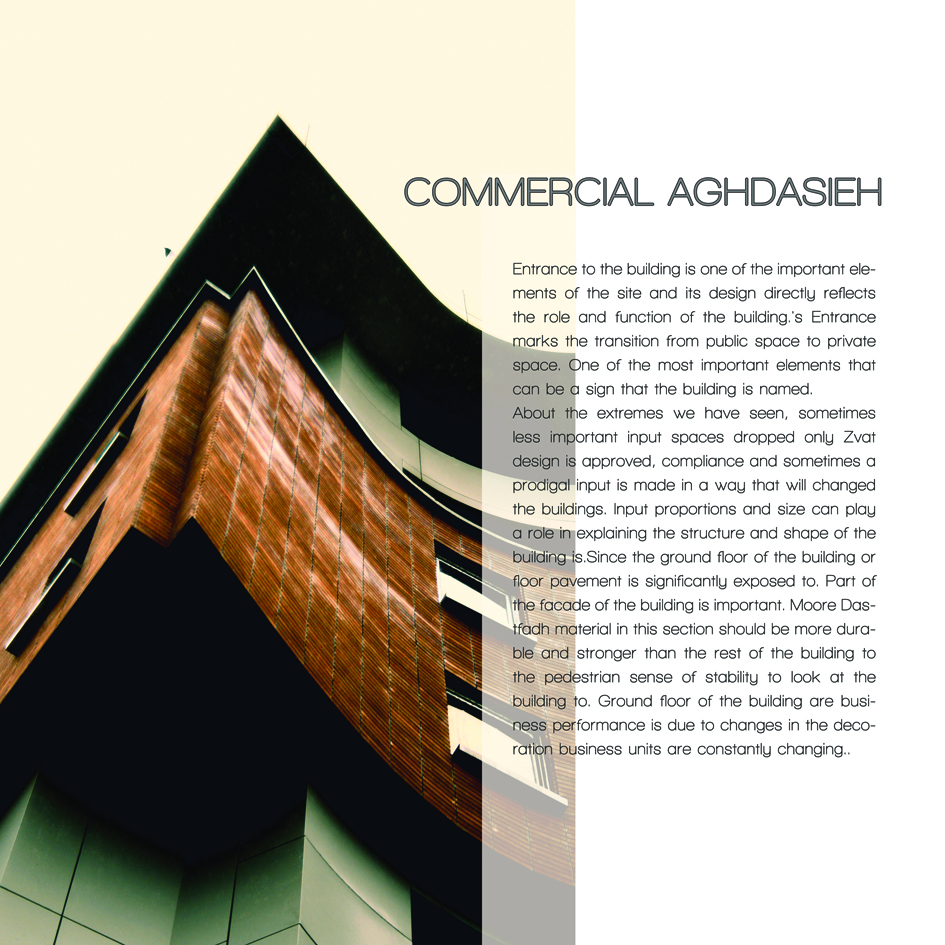 COMMERCIAL AGHDASIEH
Entrance to the building is one of the important ele-
ments of the site and its design directly reflects
the role and function of the building.'s Entrance
marks the transition from public space to private
space. One of the most important elements that
can be a sign that the building is named.
About the extremes we have seen, sometimes
less important input spaces dropped only Zvat
design is approved, compliance and sometimes a
prodigal input is made in a way that will changed
the buildings. Input proportions and size can play
a role in explaining the structure and shape of the
building is.Since the ground floor of the building or
floor pavement is significantly exposed to. Part of
the facade of the building is important. Moore Das-
tfadh material in this section should be more dura-
ble and stronger than the rest of the building to
the pedestrian sense of stability to look at the
building to. Ground floor of the building are busi-
ness performance is due to changes in the deco-
ration business units are constantly changing..